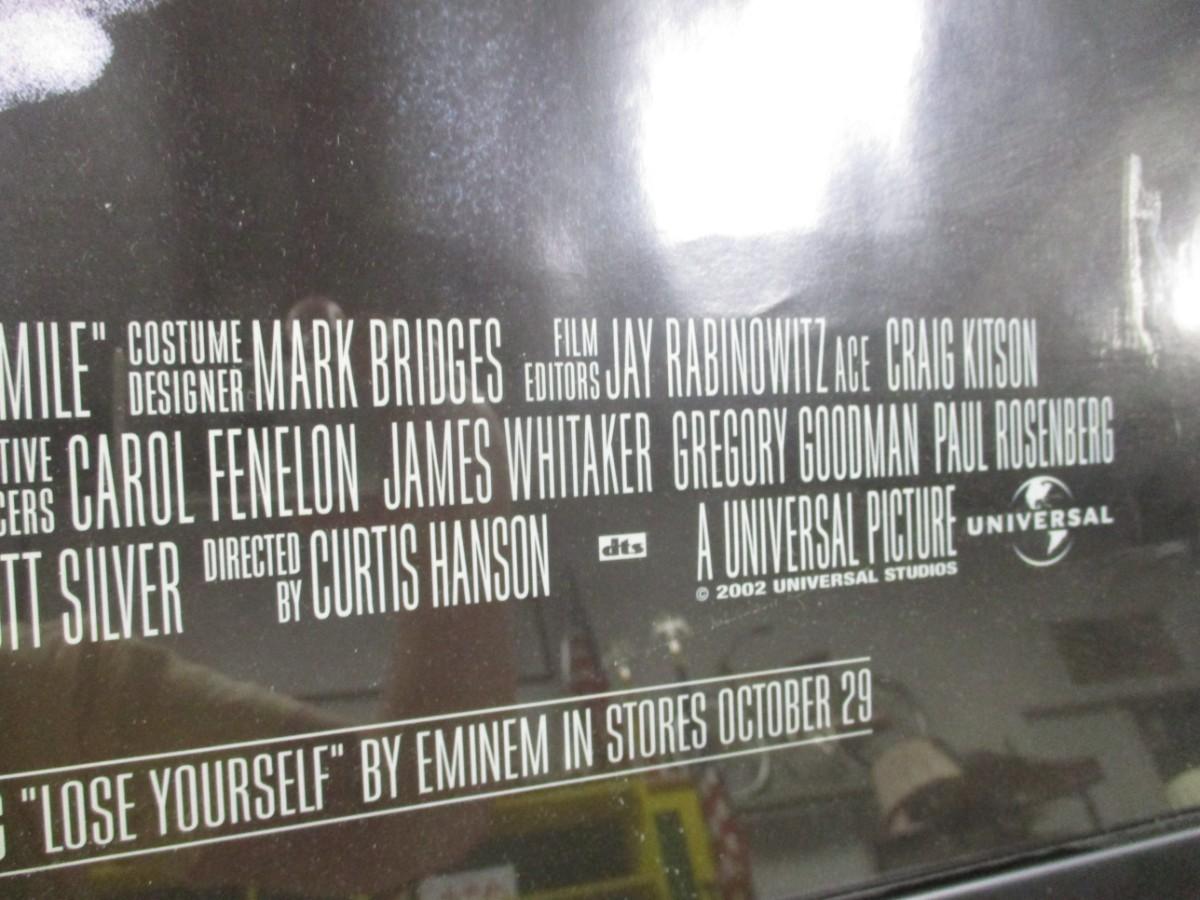 MILE" COSTUME DESIGNER MARK BRIDGES FILM EDITORS JAY RABINOWITZ ACE CRAIG KITSON
TIVE CERS CAROL FENELON JAMES WHITAKER GREGORY GOODMAN PAUL ROSENBERG
TT SILVER DIRECTED BY CURTIS HANSON dts A UNIVERSAL PICTURE UNIVERSAL
© 2002 UNIVERSAL STUDIOS
G "LOSE YOURSELF" BY EMINEM IN STORES OCTOBER 29